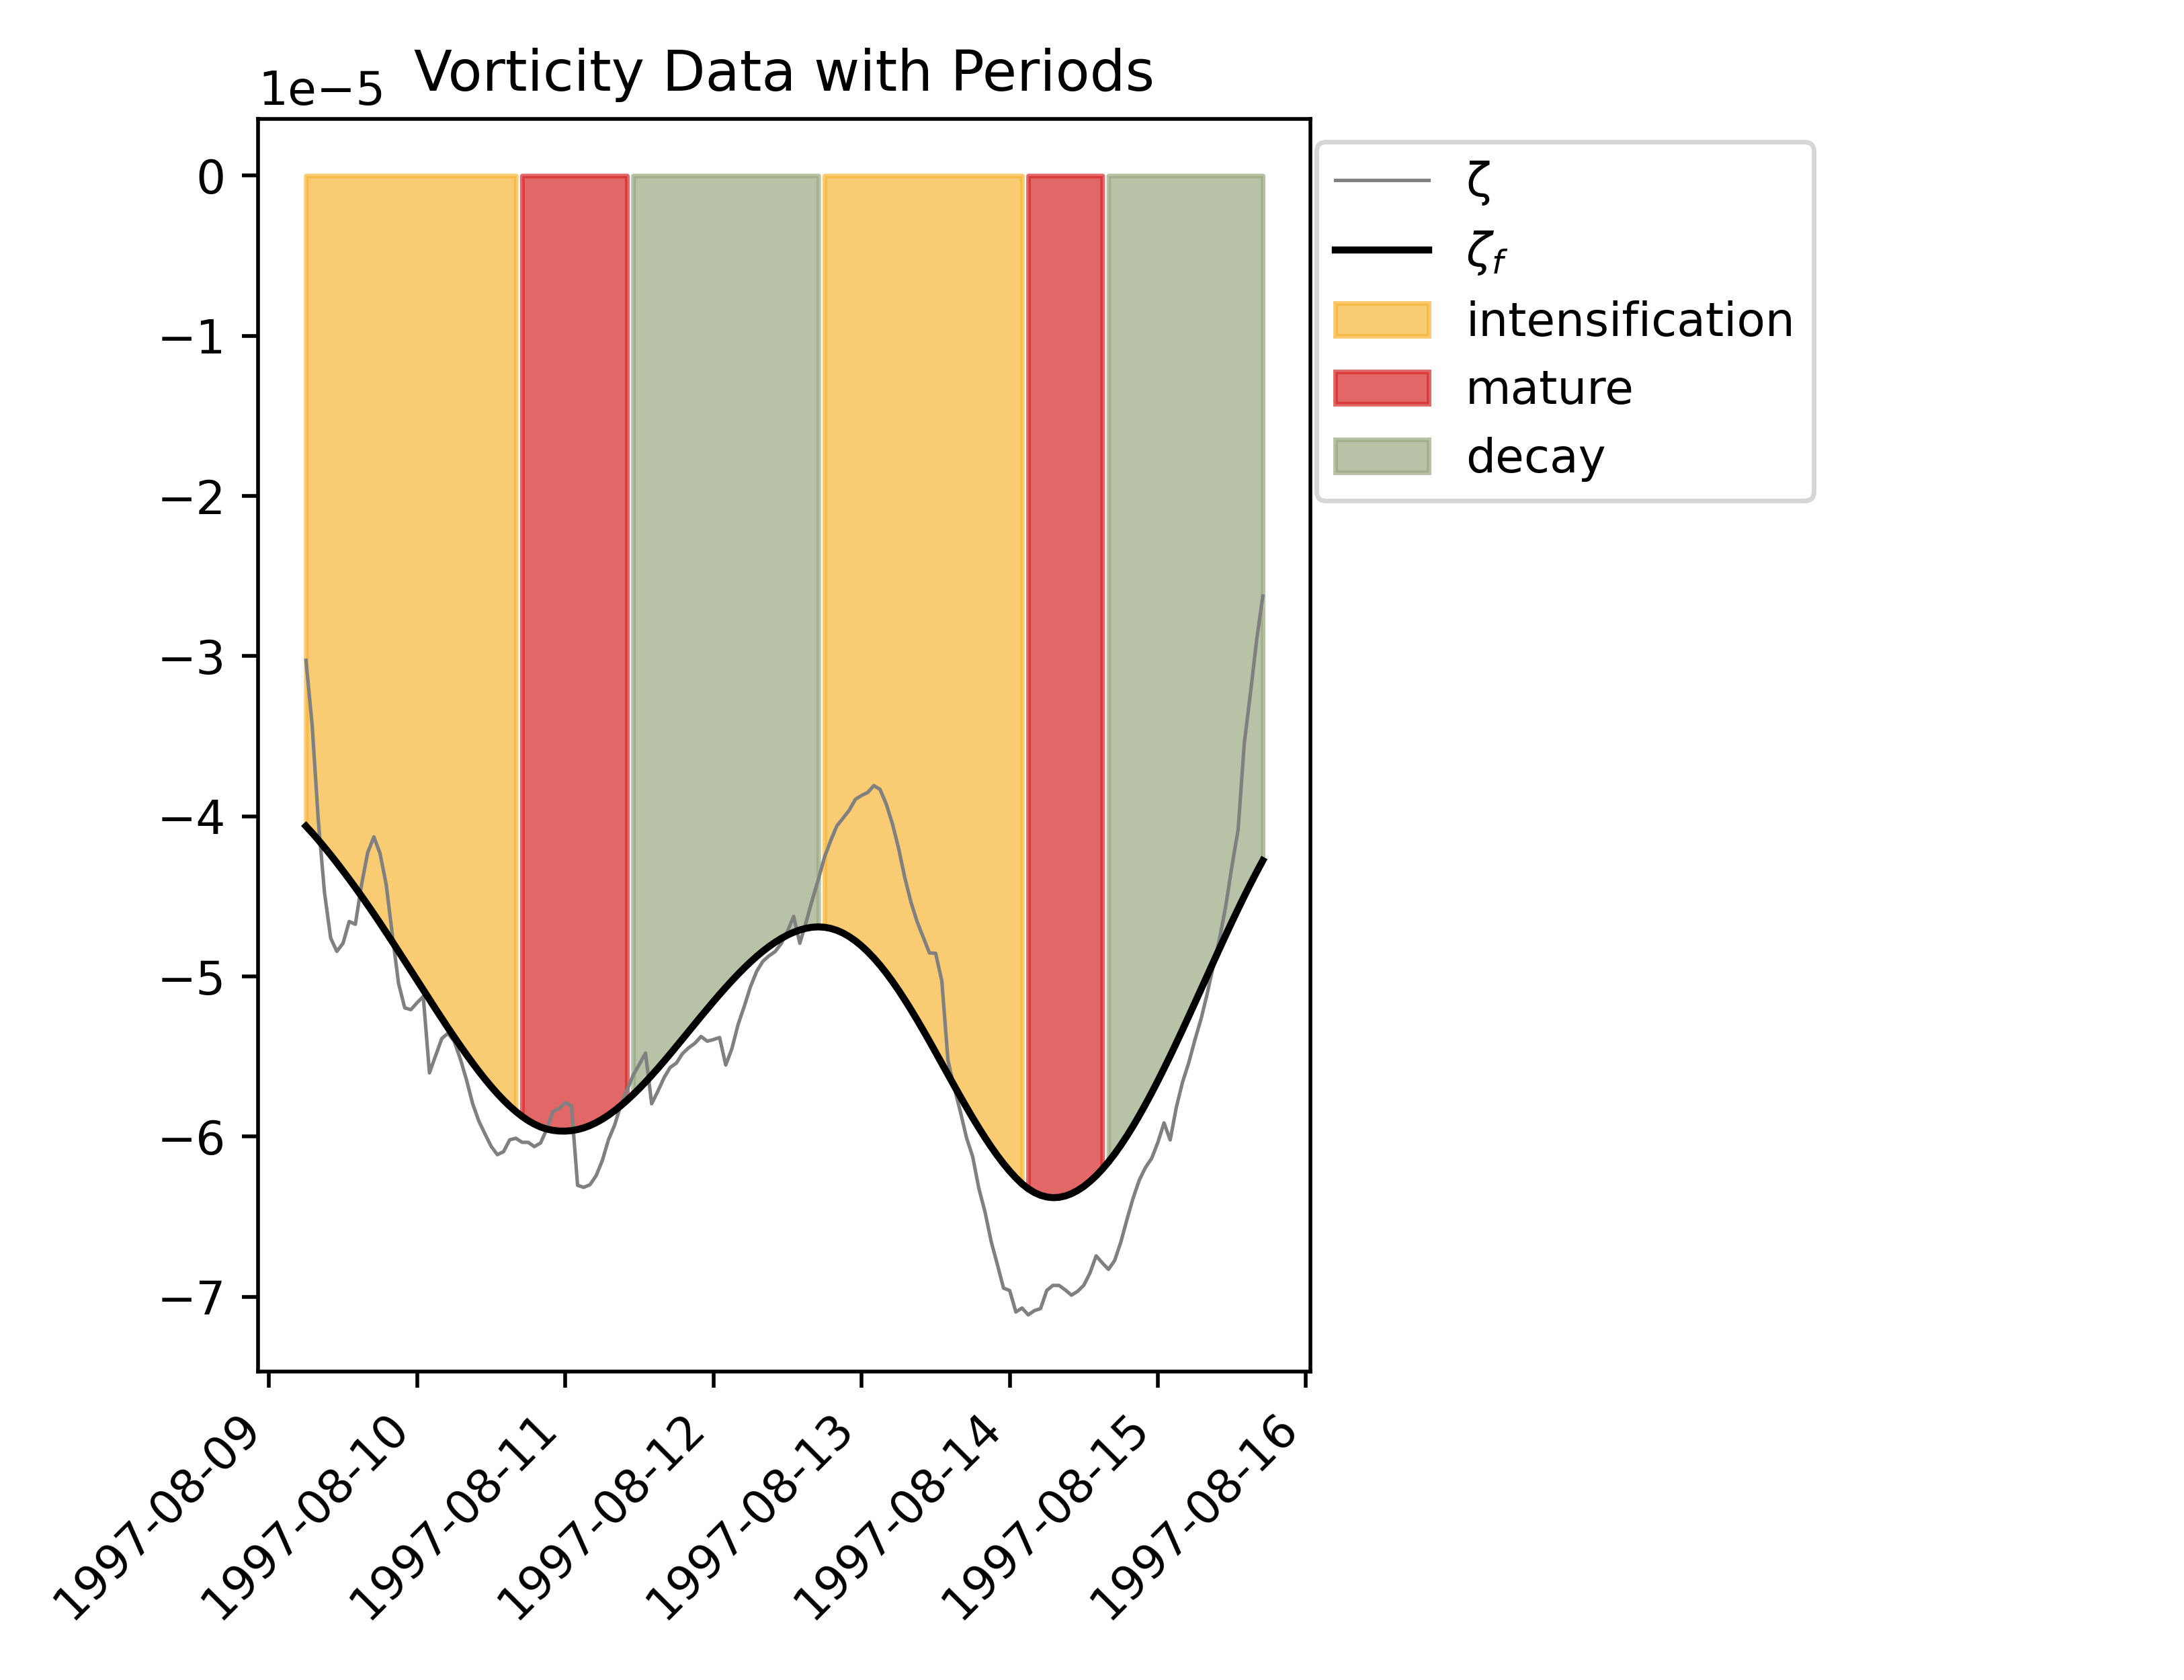 Vorticity Data with Periods
1e−5
0
−1
−2
−3
−4
−5
−6
−7
1997-08-09
1997-08-10
1997-08-11
1997-08-12
1997-08-13
1997-08-14
1997-08-15
1997-08-16
ζ
ζf
intensification
mature
decay